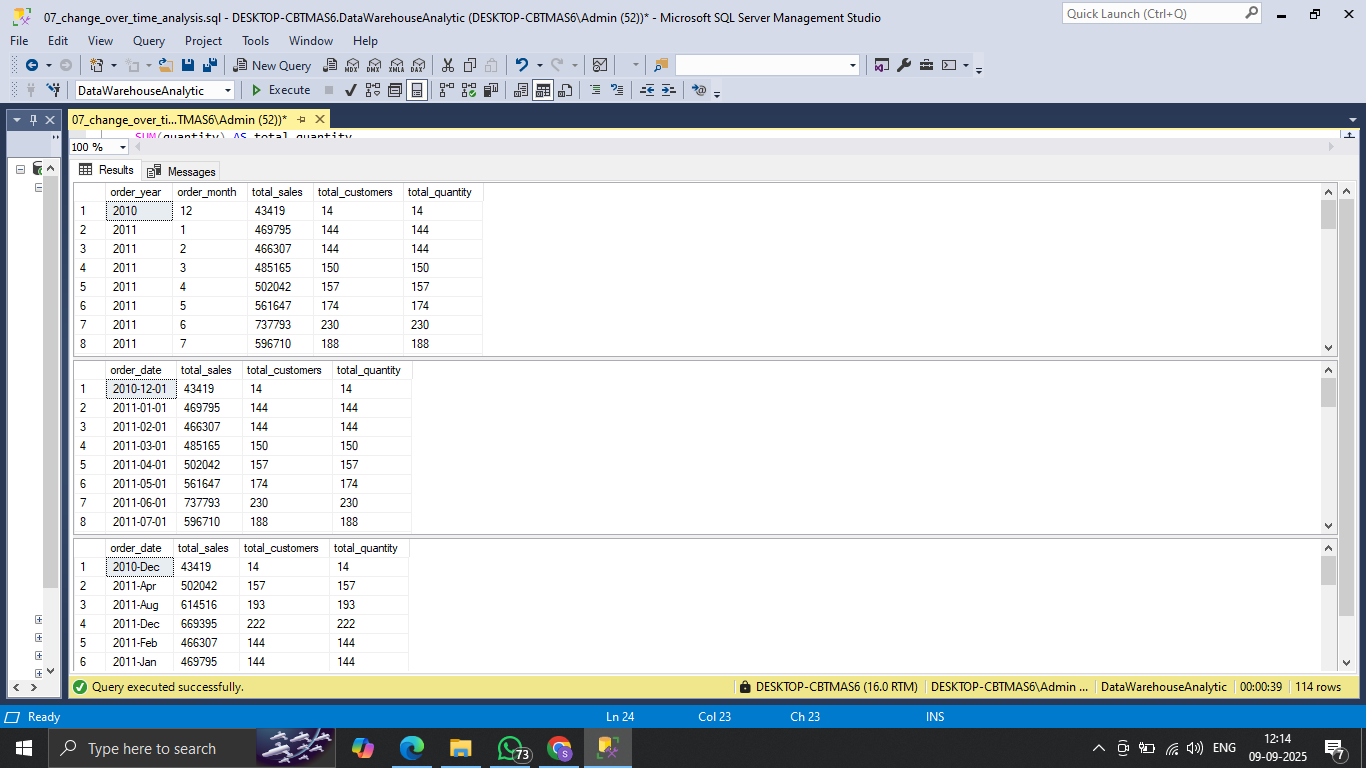 07_change_over_time_analysis.sql - DESKTOP-CBTMAS6.DataWarehouseAnalytic (DESKTOP-CBTMAS6\Admin (52))* - Microsoft SQL Server Management Studio
Quick Launch (Ctrl+Q)
File Edit View Query Project Tools Window Help
New Query MDX DMX XMLA DAX
DataWarehouseAnalytic Execute
07_change_over_ti...TMAS6\Admin (52))*
SUM(quantity) AS total_quantity
100 %
Results Messages
order_year order_month total_sales total_customers total_quantity
1 2010 12 43419 14 14
2 2011 1 469795 144 144
3 2011 2 466307 144 144
4 2011 3 485165 150 150
5 2011 4 502042 157 157
6 2011 5 561647 174 174
7 2011 6 737793 230 230
8 2011 7 596710 188 188
order_date total_sales total_customers total_quantity
1 2010-12-01 43419 14 14
2 2011-01-01 469795 144 144
3 2011-02-01 466307 144 144
4 2011-03-01 485165 150 150
5 2011-04-01 502042 157 157
6 2011-05-01 561647 174 174
7 2011-06-01 737793 230 230
8 2011-07-01 596710 188 188
order_date total_sales total_customers total_quantity
1 2010-Dec 43419 14 14
2 2011-Apr 502042 157 157
3 2011-Aug 614516 193 193
4 2011-Dec 669395 222 222
5 2011-Feb 466307 144 144
6 2011-Jan 469795 144 144
Query executed successfully. DESKTOP-CBTMAS6 (16.0 RTM) DESKTOP-CBTMAS6\Admin ... DataWarehouseAnalytic 00:00:39 114 rows
Ready Ln 24 Col 23 Ch 23 INS
Type here to search 73 S ENG 12:14
09-09-2025 7